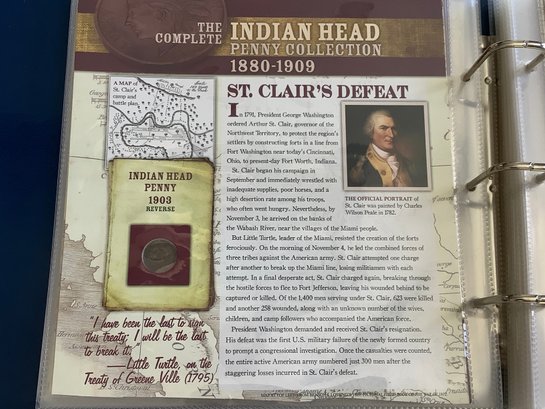 THE
COMPLETE
INDIAN HEAD
PENNY COLLECTION
1880-1909
A MAP of
St. Clair's
camp and
battle plan.
INDIAN HEAD
PENNY
1903
REVERSE
"I have been the last to sign
this treaty; I will be the last
to break it."
—Little Turtle, on the
Treaty of Greene Ville (1795)
ST. CLAIR'S DEFEAT
In 1791, President George Washington
ordered Arthur St. Clair, governor of the
Northwest Territory, to protect the region's
settlers by constructing forts in a line from
Fort Washington near today's Cincinnati,
Ohio, to present-day Fort Worth, Indiana.
St. Clair began his campaign in
September and immediately wrestled with
inadequate supplies, poor horses, and a
high desertion rate among his troops,
who often went hungry. Nevertheless, by
November 3, he arrived on the banks of
the Wabash River, near the villages of the Miami people.
THE OFFICIAL PORTRAIT of
St. Clair was painted by Charles
Wilson Peale in 1782.
But Little Turtle, leader of the Miami, resisted the creation of the forts
ferociously. On the morning of November 4, he led the combined forces of
three tribes against the American army. St. Clair attempted one charge
after another to break up the Miami line, losing militiamen with each
attempt. In a final desperate act, St. Clair charged again, breaking through
the hostile forces to flee to Fort Jefferson, leaving his wounded behind to be
captured or killed. Of the 1,400 men serving under St. Clair, 623 were killed
and another 258 wounded, along with an unknown number of the wives,
children, and camp followers who accompanied the American force.
President Washington demanded and received St. Clair's resignation.
His defeat was the first U.S. military failure of the newly formed country
to prompt a congressional investigation. Once the casualties were counted,
the entire active American army numbered just 300 men after the
staggering losses incurred in St. Clair's defeat.